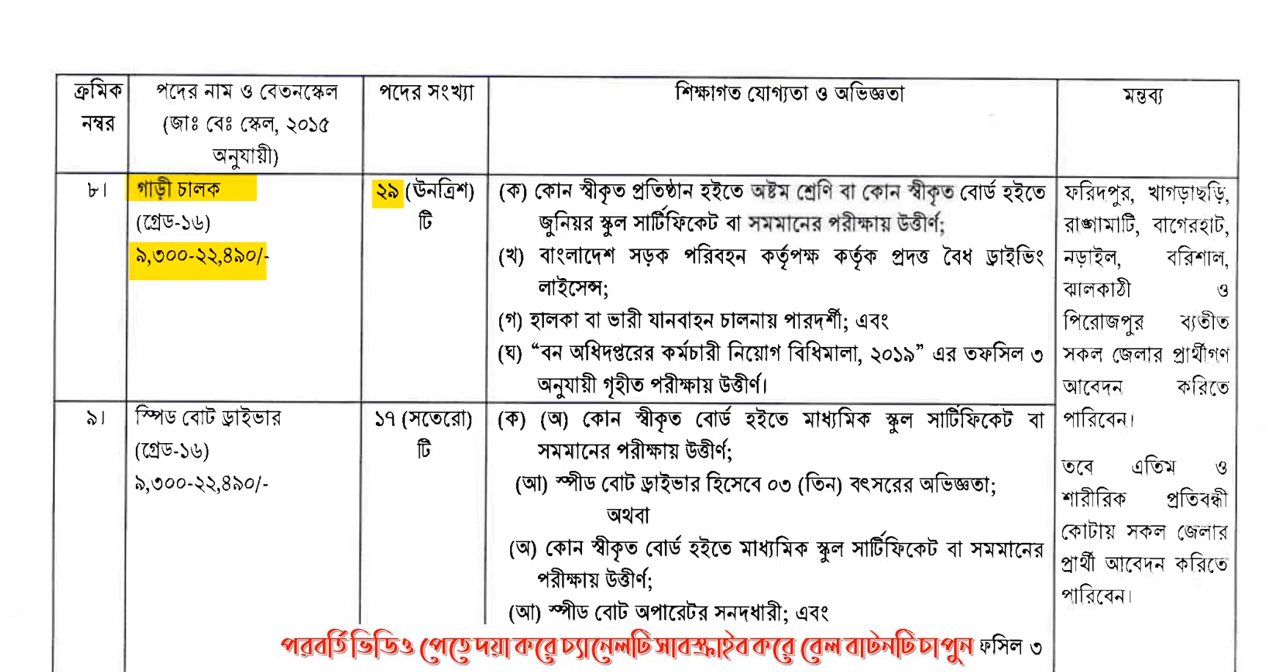 ক্রমিক নম্বর
পদের নাম ও বেতনস্কেল
(জাঃ বেঃ স্কেল, ২০১৫
অনুযায়ী)
পদের সংখ্যা
শিক্ষাগত যোগ্যতা ও অভিজ্ঞতা
মন্তব্য
৮।
গাড়ী চালক
(গ্রেড-১৬)
৯,৩০০-২২,৪৯০/-
২৯ (ঊনত্রিশ)
টি
(ক) কোন স্বীকৃত প্রতিষ্ঠান হইতে অষ্টম শ্রেণি বা কোন স্বীকৃত বোর্ড হইতে
জুনিয়র স্কুল সার্টিফিকেট বা সমমানের পরীক্ষায় উত্তীর্ণ;
(খ) বাংলাদেশ সড়ক পরিবহন কর্তৃপক্ষ কর্তৃক প্রদত্ত বৈধ ড্রাইভিং
লাইসেন্স;
(গ) হালকা বা ভারী যানবাহন চালনায় পারদর্শী; এবং
(ঘ) “বন অধিদপ্তরের কর্মচারী নিয়োগ বিধিমালা, ২০১৯” এর তফসিল ৩
অনুযায়ী গৃহীত পরীক্ষায় উত্তীর্ণ।
ফরিদপুর, খাগড়াছড়ি,
রাঙ্গামাটি, বাগেরহাট,
নড়াইল, বরিশাল,
ঝালকাঠী ও
পিরোজপুর ব্যতীত
সকল জেলার প্রার্থীগণ
আবেদন করিতে
পারিবেন।
তবে এতিম ও
শারীরিক প্রতিবন্ধী
কোটায় সকল জেলার
প্রার্থী আবেদন করিতে
পারিবেন।
৯।
স্পিড বোট ড্রাইভার
(গ্রেড-১৬)
৯,৩০০-২২,৪৯০/-
১৭ (সতেরো)
টি
(ক) (অ) কোন স্বীকৃত বোর্ড হইতে মাধ্যমিক স্কুল সার্টিফিকেট বা
সমমানের পরীক্ষায় উত্তীর্ণ;
(আ) স্পীড বোট ড্রাইভার হিসেবে ০৩ (তিন) বৎসরের অভিজ্ঞতা;
অথবা
(অ) কোন স্বীকৃত বোর্ড হইতে মাধ্যমিক স্কুল সার্টিফিকেট বা সমমানের
পরীক্ষায় উত্তীর্ণ;
(আ) স্পীড বোট অপারেটর সনদধারী; এবং
পরবর্তি ভিডিও পেতে দয়া করে চ্যানেলটি সাবস্ক্রাইব করে বেল বাটনটি চাপুন
ফসিল ৩